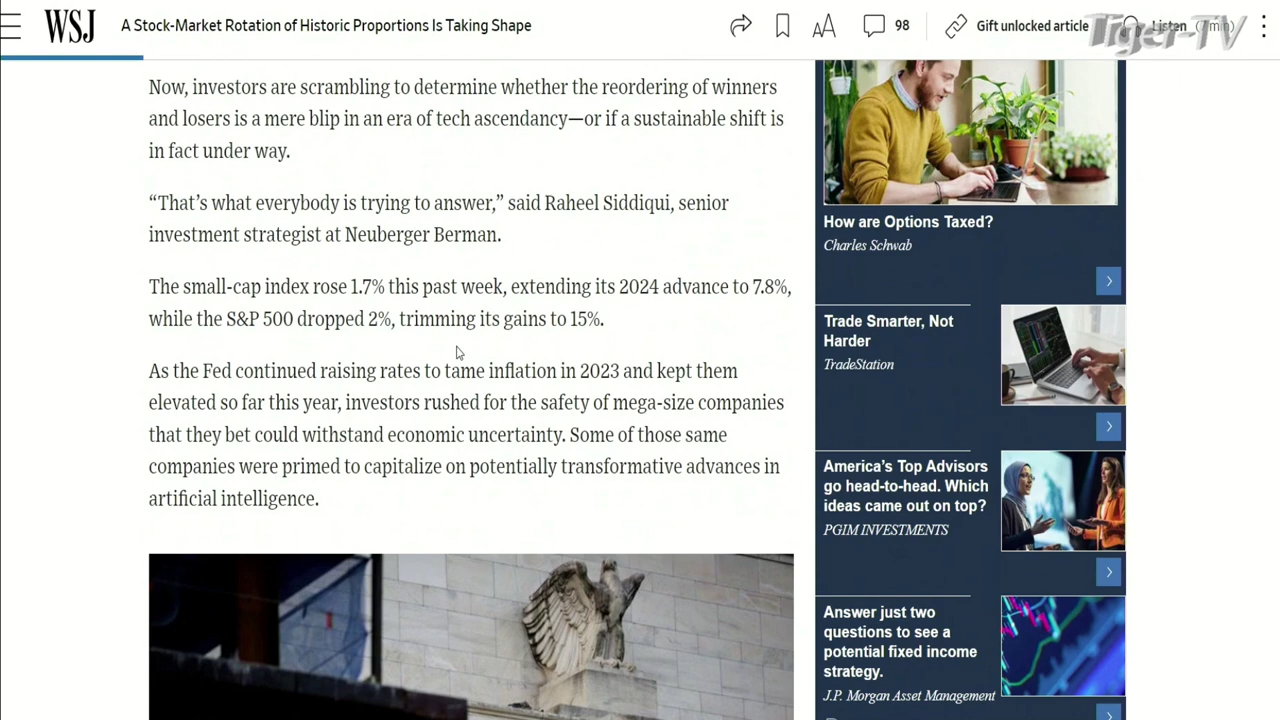 WSJ
A Stock-Market Rotation of Historic Proportions Is Taking Shape
98
Gift unlocked article
Listen (7 min)
Tiger-TV
Now, investors are scrambling to determine whether the reordering of winners
and losers is a mere blip in an era of tech ascendancy—or if a sustainable shift is
in fact under way.
“That’s what everybody is trying to answer,” said Raheel Siddiqui, senior
investment strategist at Neuberger Berman.
The small-cap index rose 1.7% this past week, extending its 2024 advance to 7.8%,
while the S&P 500 dropped 2%, trimming its gains to 15%.
As the Fed continued raising rates to tame inflation in 2023 and kept them
elevated so far this year, investors rushed for the safety of mega-size companies
that they bet could withstand economic uncertainty. Some of those same
companies were primed to capitalize on potentially transformative advances in
artificial intelligence.
How are Options Taxed?
Charles Schwab
Trade Smarter, Not
Harder
TradeStation
America's Top Advisors
go head-to-head. Which
ideas came out on top?
PGIM INVESTMENTS
Answer just two
questions to see a
potential fixed income
strategy.
J.P. Morgan Asset Management